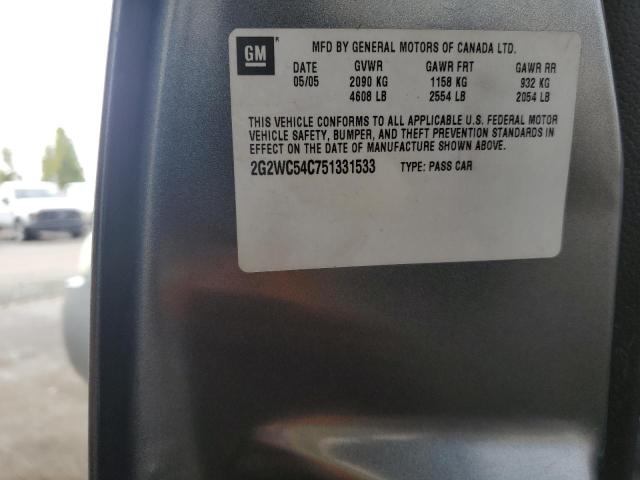 GM
MFD BY GENERAL MOTORS OF CANADA LTD.
DATE GVWR GAWR FRT GAWR RR
05/05 2090 KG 1158 KG 932 KG
4608 LB 2554 LB 2054 LB
THIS VEHICLE CONFORMS TO ALL APPLICABLE U.S. FEDERAL MOTOR
VEHICLE SAFETY, BUMPER, AND THEFT PREVENTION STANDARDS IN
EFFECT ON THE DATE OF MANUFACTURE SHOWN ABOVE.
2G2WC54C751331533 TYPE: PASS CAR